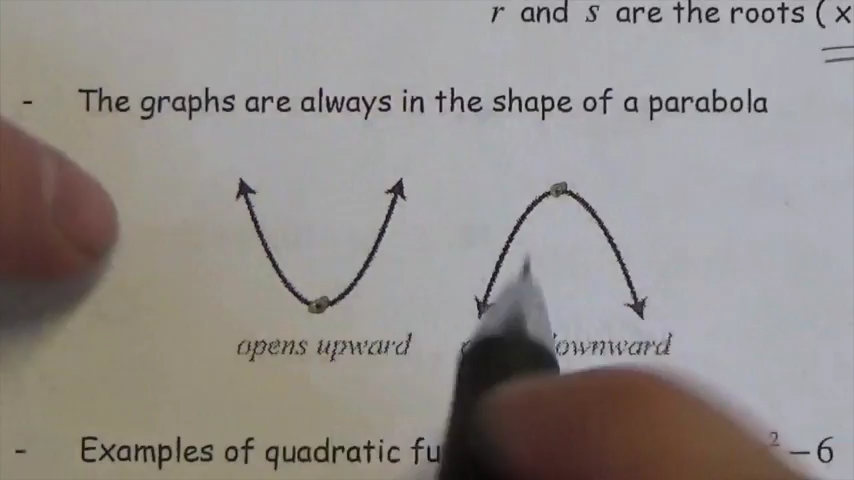 r and s are the roots ( x
- The graphs are always in the shape of a parabola
opens upward ownward
- Examples of quadratic fu 2 – 6